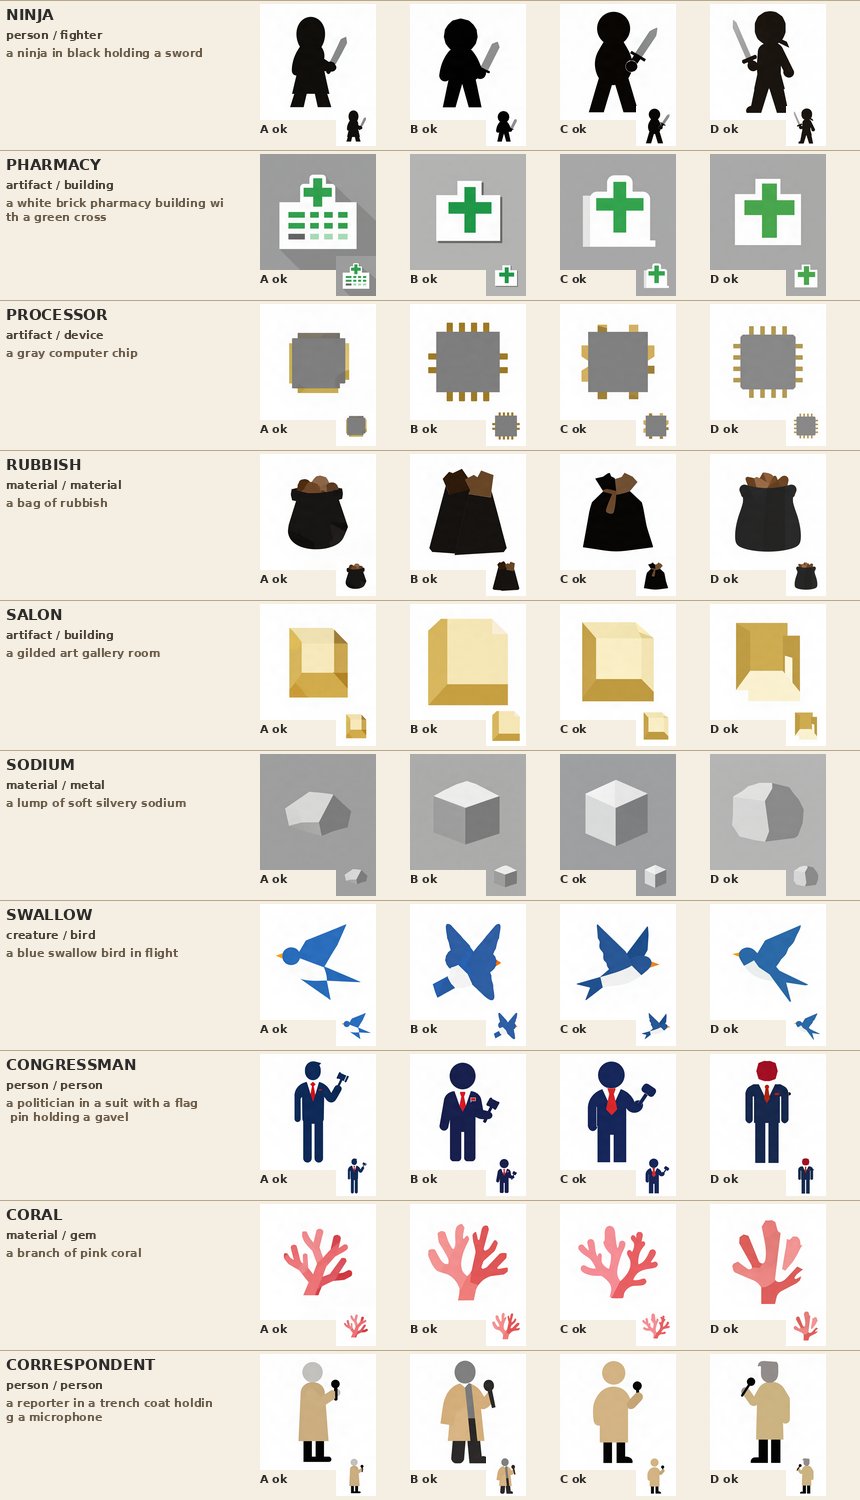 NINJA
person / fighter
a ninja in black holding a sword
A ok
B ok
C ok
D ok
PHARMACY
artifact / building
a white brick pharmacy building wi
th a green cross
A ok
B ok
C ok
D ok
PROCESSOR
artifact / device
a gray computer chip
A ok
B ok
C ok
D ok
RUBBISH
material / material
a bag of rubbish
A ok
B ok
C ok
D ok
SALON
artifact / building
a gilded art gallery room
A ok
B ok
C ok
D ok
SODIUM
material / metal
a lump of soft silvery sodium
A ok
B ok
C ok
D ok
SWALLOW
creature / bird
a blue swallow bird in flight
A ok
B ok
C ok
D ok
CONGRESSMAN
person / person
a politician in a suit with a flag
pin holding a gavel
A ok
B ok
C ok
D ok
CORAL
material / gem
a branch of pink coral
A ok
B ok
C ok
D ok
CORRESPONDENT
person / person
a reporter in a trench coat holdin
g a microphone
A ok
B ok
C ok
D ok